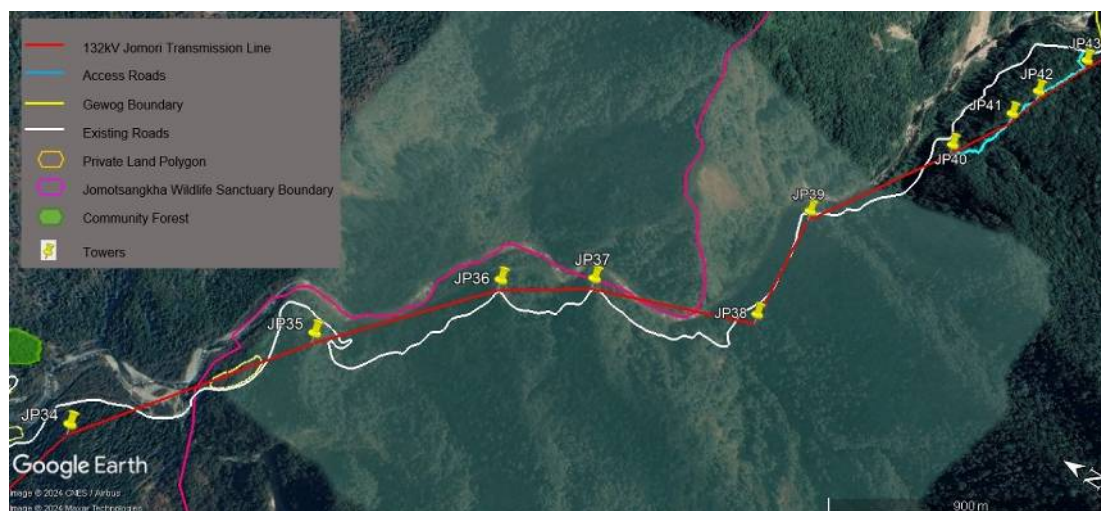 132kV Jomori Transmission Line
Access Roads
Gewog Boundary
Existing Roads
Private Land Polygon
Jomotsangkha Wildlife Sanctuary Boundary
Community Forest
Towers
JP43
JP42
JP41
JP40
JP39
JP38
JP37
JP36
JP35
JP34
Google Earth
Image © 2024 CNES / Airbus
Image © 2024 Maxar Technologies
N
900 m